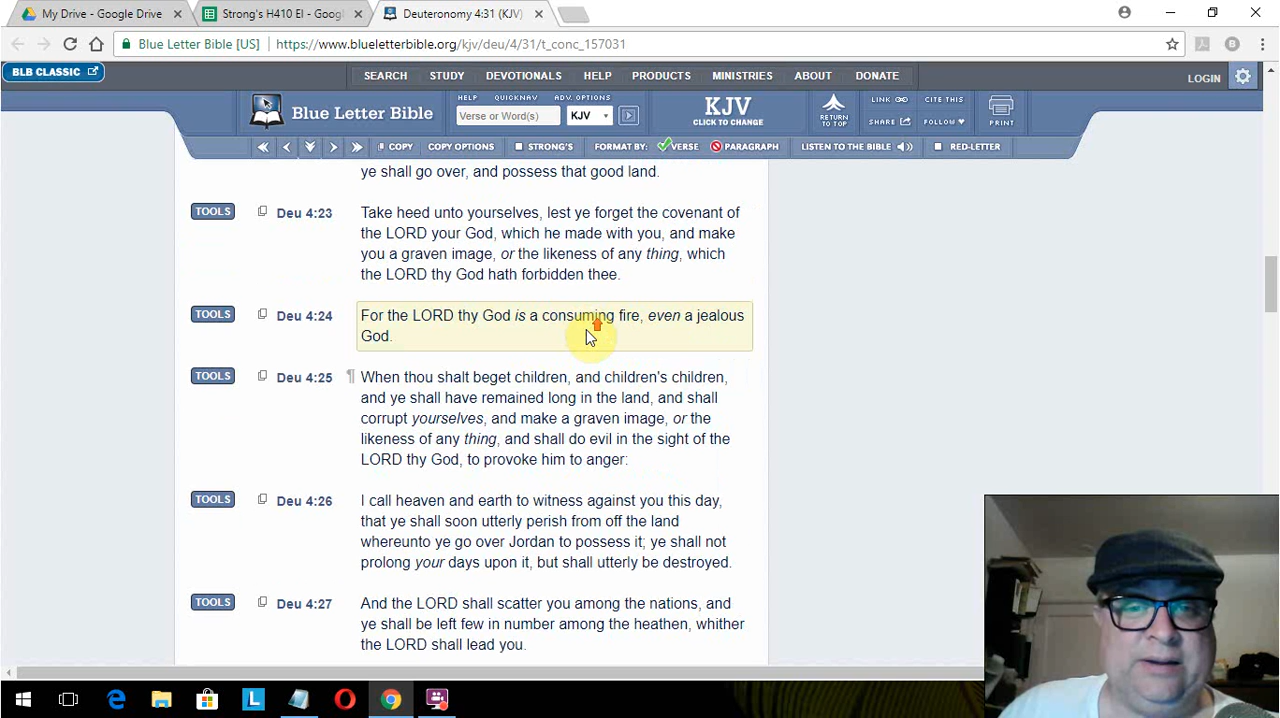 My Drive - Google Drive
Strong's H410 El - Goog
Deuteronomy 4:31 (KJV)
Blue Letter Bible [US]
https://www.blueletterbible.org/kjv/deu/4/31/t_conc_157031
BLB CLASSIC
SEARCH STUDY DEVOTIONALS HELP PRODUCTS MINISTRIES ABOUT DONATE
LOGIN
Blue Letter Bible
HELP QUICKNAV ADV. OPTIONS
Verse or Word(s) KJV
KJV
CLICK TO CHANGE
RETURN
TO TOP
LINK CITE THIS
SHARE FOLLOW
PRINT
COPY COPY OPTIONS STRONG'S FORMAT BY: VERSE PARAGRAPH LISTEN TO THE BIBLE RED-LETTER
ye shall go over, and possess that good land.
TOOLS Deu 4:23 Take heed unto yourselves, lest ye forget the covenant of
the LORD your God, which he made with you, and make
you a graven image, or the likeness of any thing, which
the LORD thy God hath forbidden thee.
TOOLS Deu 4:24 For the LORD thy God is a consuming fire, even a jealous
God.
TOOLS Deu 4:25 ¶ When thou shalt beget children, and children's children,
and ye shall have remained long in the land, and shall
corrupt yourselves, and make a graven image, or the
likeness of any thing, and shall do evil in the sight of the
LORD thy God, to provoke him to anger:
TOOLS Deu 4:26 I call heaven and earth to witness against you this day,
that ye shall soon utterly perish from off the land
whereunto ye go over Jordan to possess it; ye shall not
prolong your days upon it, but shall utterly be destroyed.
TOOLS Deu 4:27 And the LORD shall scatter you among the nations, and
ye shall be left few in number among the heathen, whither
the LORD shall lead you.